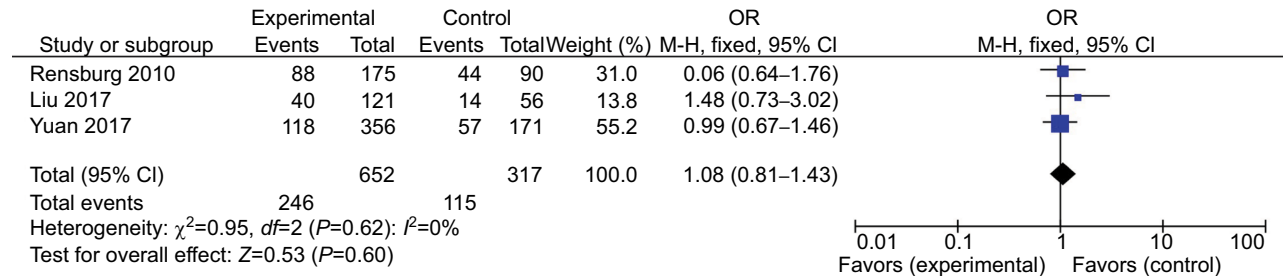 Experimental Control OR OR
Study or subgroup Events Total Events Total Weight (%) M-H, fixed, 95% CI M-H, fixed, 95% CI
Rensburg 2010 88 175 44 90 31.0 0.06 (0.64–1.76)
Liu 2017 40 121 14 56 13.8 1.48 (0.73–3.02)
Yuan 2017 118 356 57 171 55.2 0.99 (0.67–1.46)
Total (95% CI) 652 317 100.0 1.08 (0.81–1.43)
Total events 246 115
Heterogeneity: χ²=0.95, df=2 (P=0.62): I²=0%
Test for overall effect: Z=0.53 (P=0.60)
0.01 0.1 1 10 100
Favors (experimental) Favors (control)